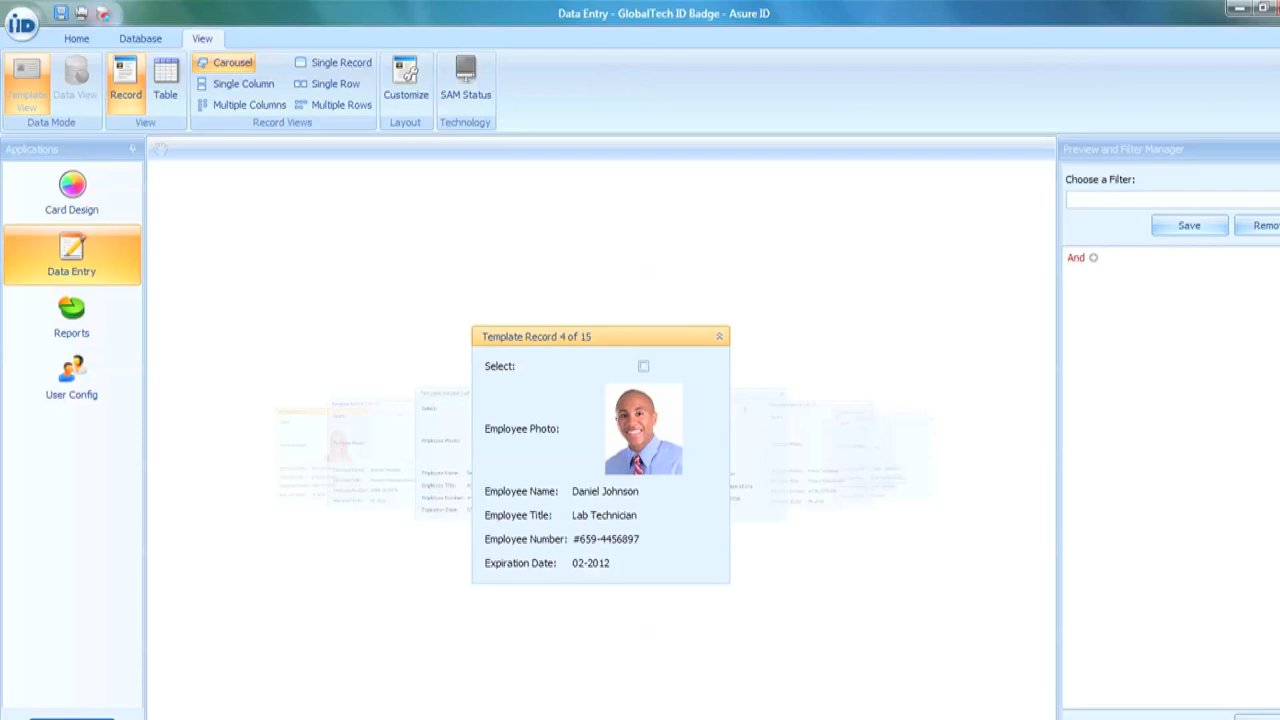 iD
Data Entry - GlobalTech ID Badge - Asure ID
Home Database View
Template View
Data View
Record
Table
Carousel
Single Column
Multiple Columns
Single Record
Single Row
Multiple Rows
Customize
SAM Status
Data Mode View Record Views Layout Technology
Applications
Card Design
Data Entry
Reports
User Config
Template Record 4 of 15
Select:
Employee Photo:
Employee Name: Daniel Johnson
Employee Title: Lab Technician
Employee Number: #659-4456897
Expiration Date: 02-2012
Preview and Filter Manager
Choose a Filter:
Save Remo
And